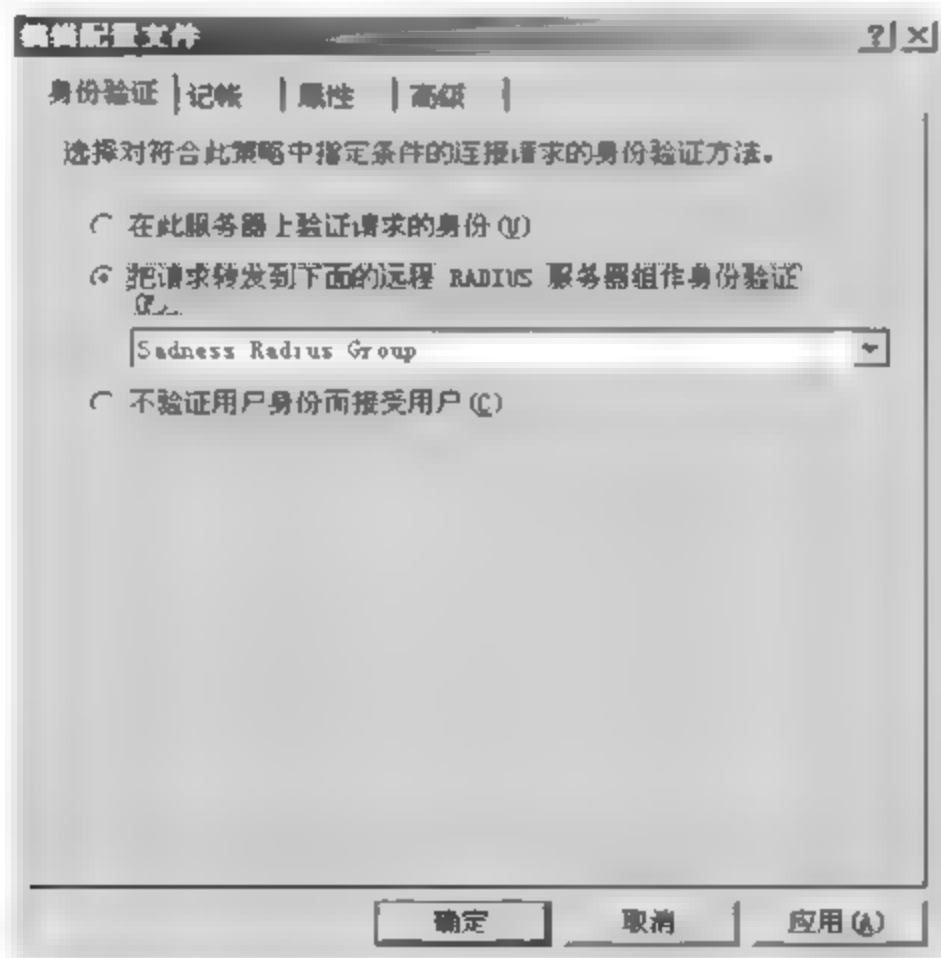 编辑配置文件
身份验证 记帐 属性 高级
选择对符合此策略中指定条件的连接请求的身份验证方法。
在此服务器上验证请求的身份(V)
把请求转发到下面的远程 RADIUS 服务器组作身份验证
Sadness Radius Group
不验证用户身份而接受用户(C)
确定 取消 应用(A)